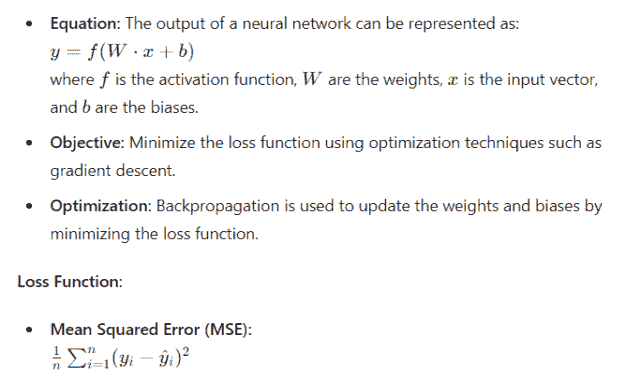 • Equation: The output of a neural network can be represented as:
y = f(W · x + b)
where f is the activation function, W are the weights, x is the input vector,
and b are the biases.
• Objective: Minimize the loss function using optimization techniques such as
gradient descent.
• Optimization: Backpropagation is used to update the weights and biases by
minimizing the loss function.
Loss Function:
• Mean Squared Error (MSE):
1/n ∑ⁿᵢ₌₁ (yᵢ − ŷᵢ)²